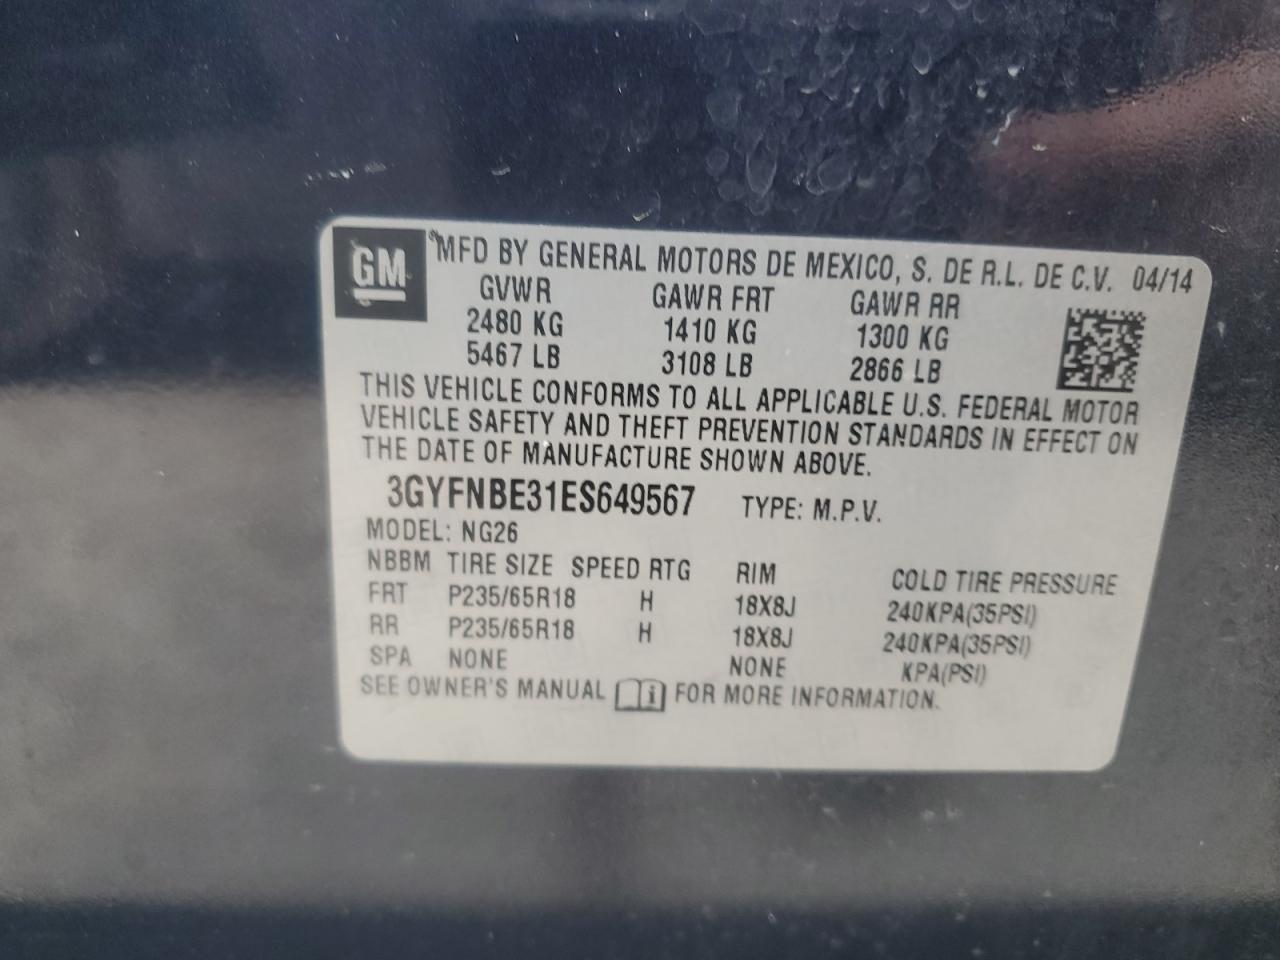 GM
MFD BY GENERAL MOTORS DE MEXICO, S. DE R.L. DE C.V. 04/14
GVWR GAWR FRT GAWR RR
2480 KG 1410 KG 1300 KG
5467 LB 3108 LB 2866 LB
THIS VEHICLE CONFORMS TO ALL APPLICABLE U.S. FEDERAL MOTOR
VEHICLE SAFETY AND THEFT PREVENTION STANDARDS IN EFFECT ON
THE DATE OF MANUFACTURE SHOWN ABOVE.
3GYFNBE31ES649567 TYPE: M.P.V.
MODEL: NG26
NBBM TIRE SIZE SPEED RTG RIM COLD TIRE PRESSURE
FRT P235/65R18 H 18X8J 240KPA(35PSI)
RR P235/65R18 H 18X8J 240KPA(35PSI)
SPA NONE NONE KPA(PSI)
SEE OWNER'S MANUAL i FOR MORE INFORMATION.